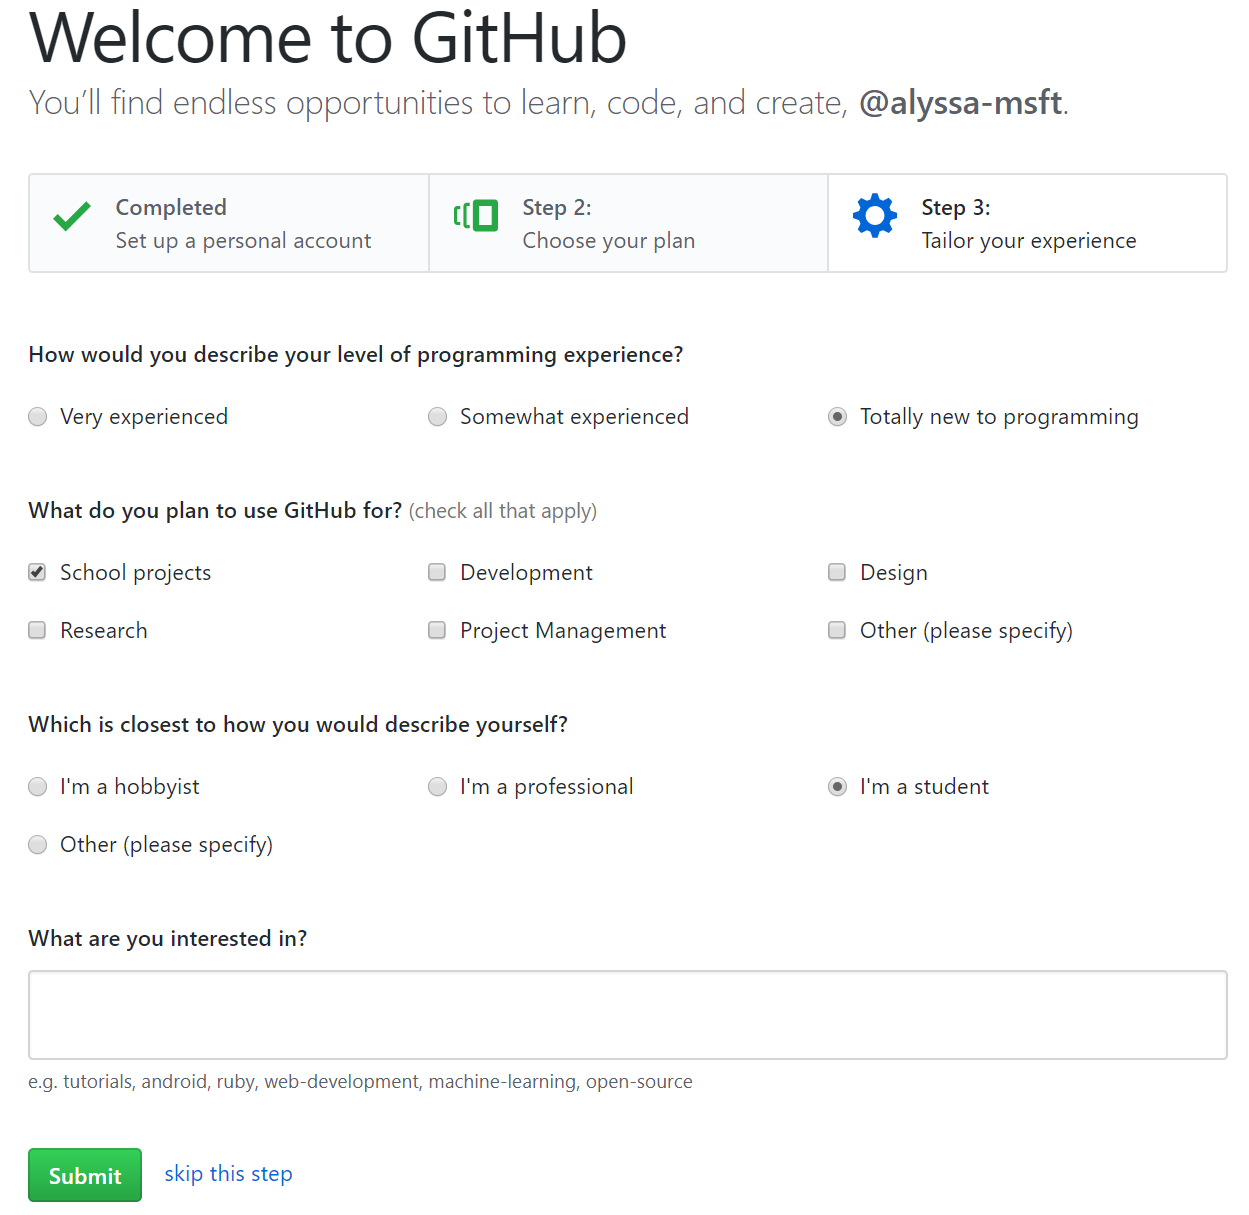 Welcome to GitHub
You’ll find endless opportunities to learn, code, and create, @alyssa-msft.
Completed
Set up a personal account
Step 2:
Choose your plan
Step 3:
Tailor your experience
How would you describe your level of programming experience?
Very experienced
Somewhat experienced
Totally new to programming
What do you plan to use GitHub for? (check all that apply)
School projects
Development
Design
Research
Project Management
Other (please specify)
Which is closest to how you would describe yourself?
I'm a hobbyist
I'm a professional
I'm a student
Other (please specify)
What are you interested in?
e.g. tutorials, android, ruby, web-development, machine-learning, open-source
Submit
skip this step